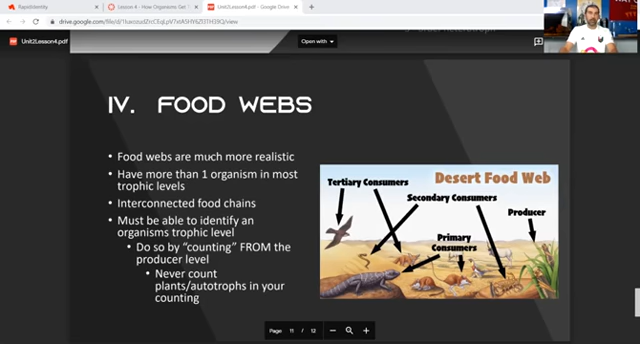 RapidIdentity
Lesson 4 - How Organisms Get
Unit2Lesson4.pdf - Google Drive
Unit2Lesson4.pdf
Open with
IV. FOOD WEBS
Food webs are much more realistic
Have more than 1 organism in most
trophic levels
Interconnected food chains
Must be able to identify an
organisms trophic level
Do so by "counting" FROM the
producer level
Never count
plants/autotrophs in your
counting
Desert Food Web
Tertiary Consumers
Secondary Consumers
Producer
Primary
Consumers
Page 11 / 12